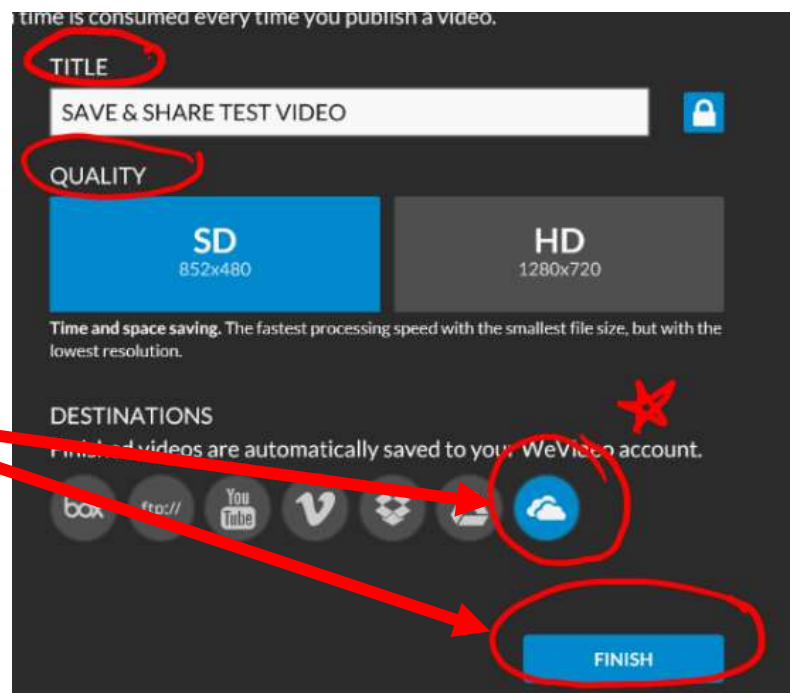 time is consumed every time you publish a video.
TITLE
SAVE & SHARE TEST VIDEO
QUALITY
SD
HD
852x480
1280x720
Time and space saving. The fastest processing speed with the smallest file size, but with the
lowest resolution.
DESTINATIONS
Finished videos are automatically saved to your WeVideo account.
box ftp:// You Tube
FINISH